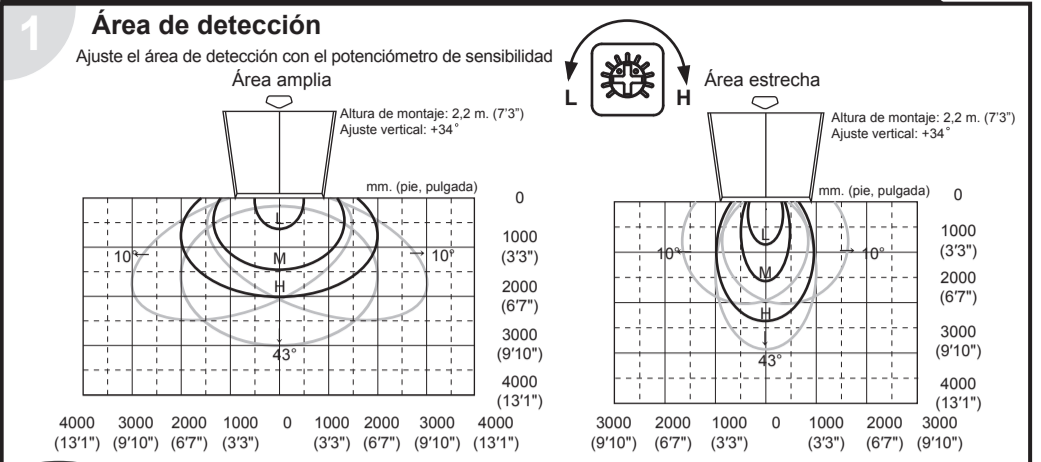 1
Área de detección
Ajuste el área de detección con el potenciómetro de sensibilidad
L
H
Área amplia
Altura de montaje: 2,2 m. (7'3")
Ajuste vertical: +34°
mm. (pie, pulgada)
L
M
H
10°
10°
43°
0
1000
(3'3")
2000
(6'7")
3000
(9'10")
4000
(13'1")
4000 3000 2000 1000 0 1000 2000 3000 4000
(13'1") (9'10") (6'7") (3'3") (3'3") (6'7") (9'10") (13'1")
Área estrecha
Altura de montaje: 2,2 m. (7'3")
Ajuste vertical: +34°
mm. (pie, pulgada)
L
M
H
10°
10°
43°
0
1000
(3'3")
2000
(6'7")
3000
(9'10")
4000
(13'1")
3000 2000 1000 0 1000 2000 3000
(9'10") (6'7") (3'3") (3'3") (6'7") (9'10")